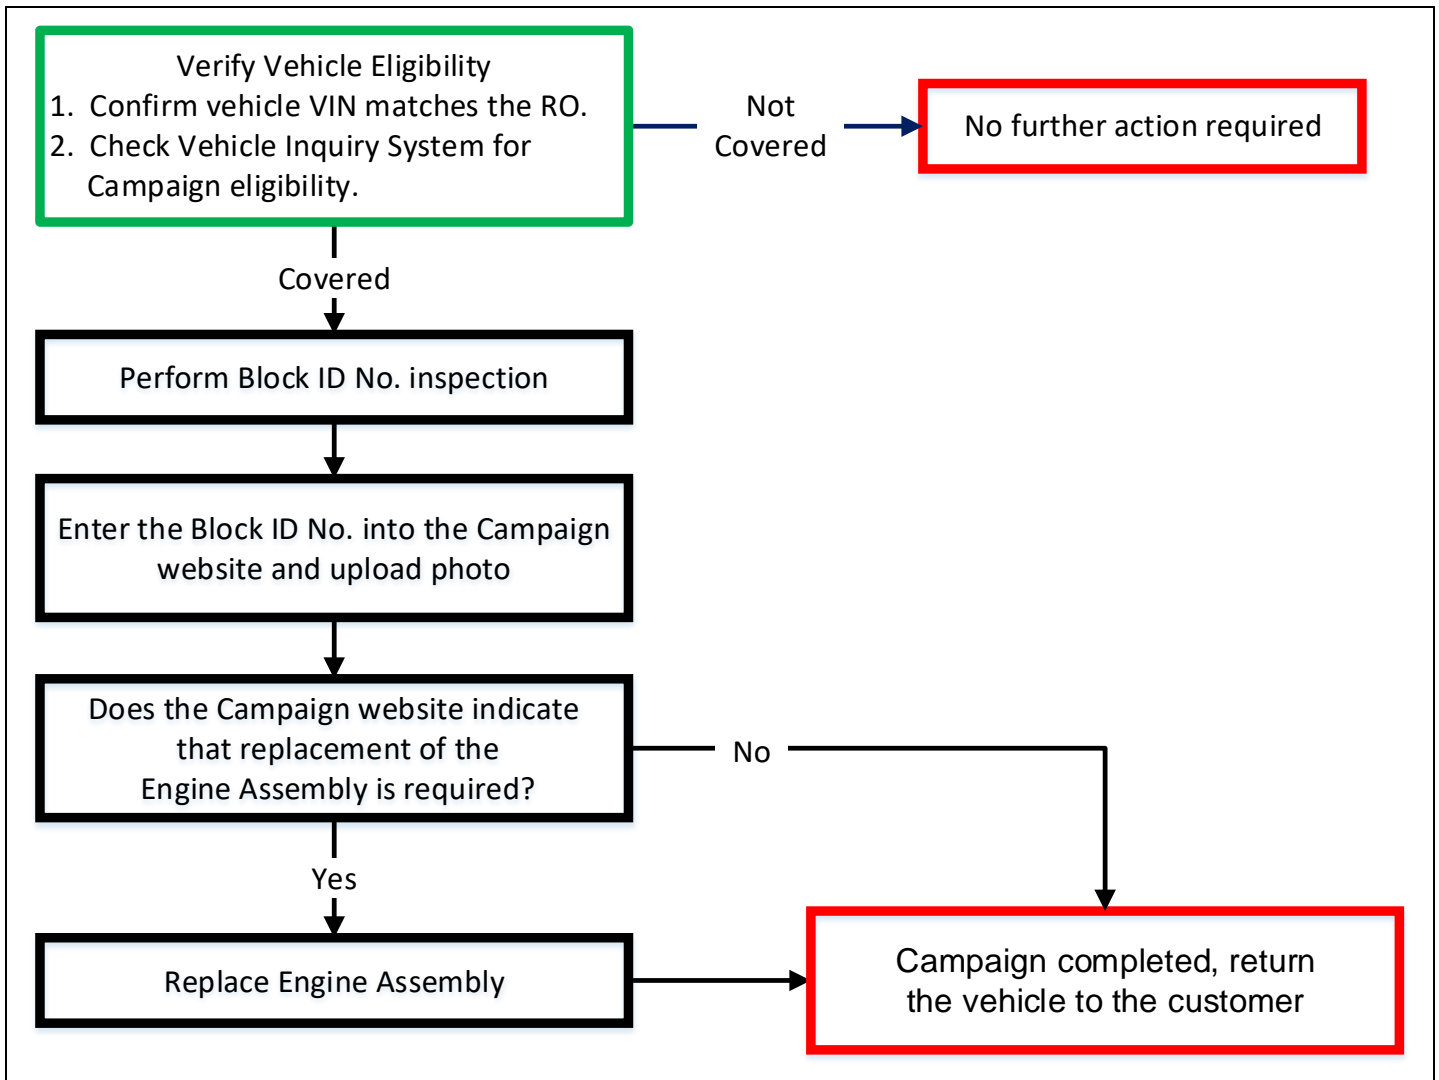 Verify Vehicle Eligibility
1. Confirm vehicle VIN matches the RO.
2. Check Vehicle Inquiry System for
Campaign eligibility.
Not
Covered
No further action required
Covered
Perform Block ID No. inspection
Enter the Block ID No. into the Campaign
website and upload photo
Does the Campaign website indicate
that replacement of the
Engine Assembly is required?
No
Yes
Replace Engine Assembly
Campaign completed, return
the vehicle to the customer